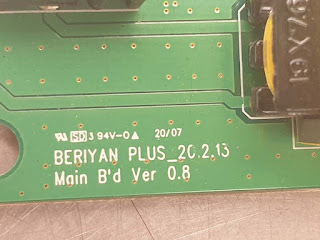 SD 3 94V-0 20/07
BERIYAN PLUS_20.2.13
Main B'd Ver 0.8